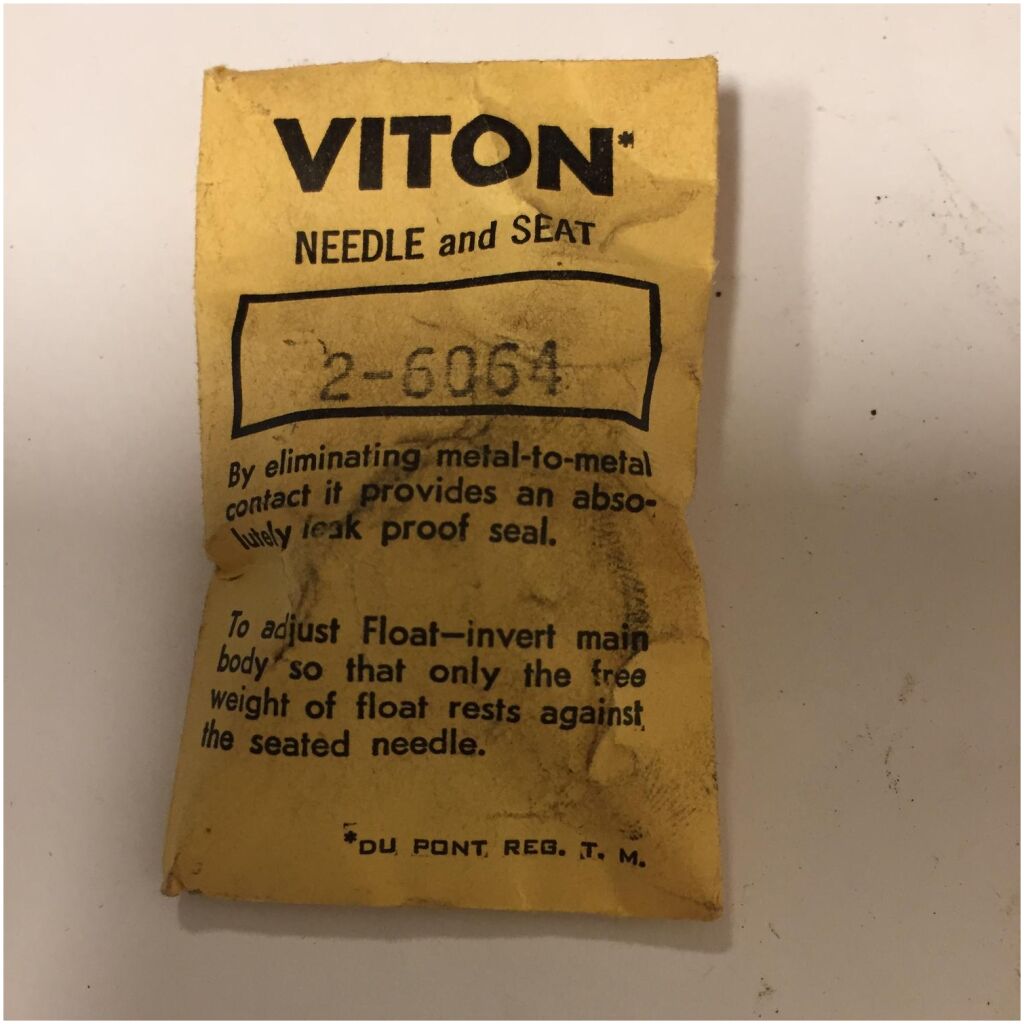 VITON*
NEEDLE and SEAT
2-6064
By eliminating metal-to-metal
contact it provides an abso-
lutely leak proof seal.
To adjust Float—invert main
body so that only the free
weight of float rests against
the seated needle.
*DU PONT REG. T. M.